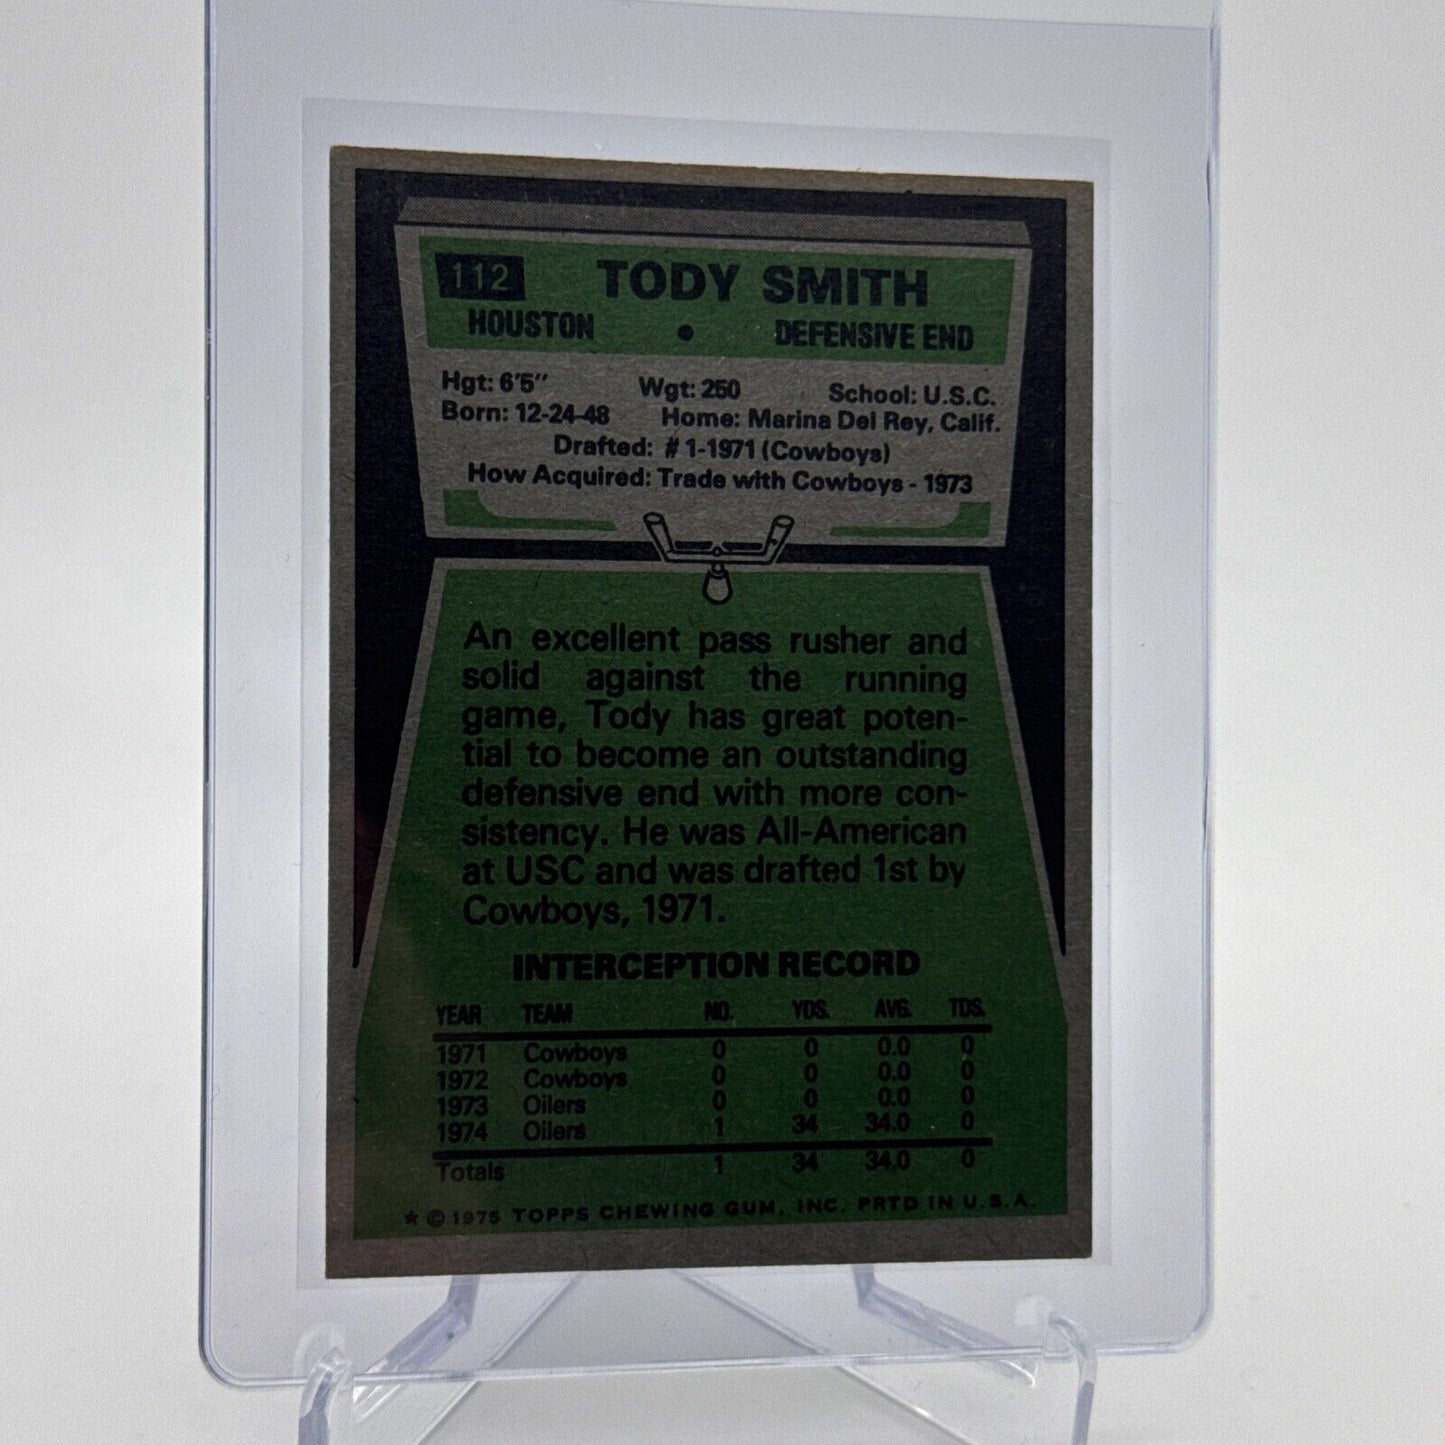 112 TODY SMITH
HOUSTON • DEFENSIVE END
Hgt: 6'5" Wgt: 250 School: U.S.C.
Born: 12-24-48 Home: Marina Del Rey, Calif.
Drafted: #1-1971 (Cowboys)
How Acquired: Trade with Cowboys - 1973
An excellent pass rusher and
solid against the running
game, Tody has great poten-
tial to become an outstanding
defensive end with more con-
sistency. He was All-American
at USC and was drafted 1st by
Cowboys, 1971.
INTERCEPTION RECORD
YEAR TEAM NO. YDS. AVG. TDS.
1971 Cowboys 0 0 0.0 0
1972 Cowboys 0 0 0.0 0
1973 Oilers 0 0 0.0 0
1974 Oilers 1 34 34.0 0
Totals 1 34 34.0 0
★ © 1975 TOPPS CHEWING GUM, INC. PRTD IN U.S.A.